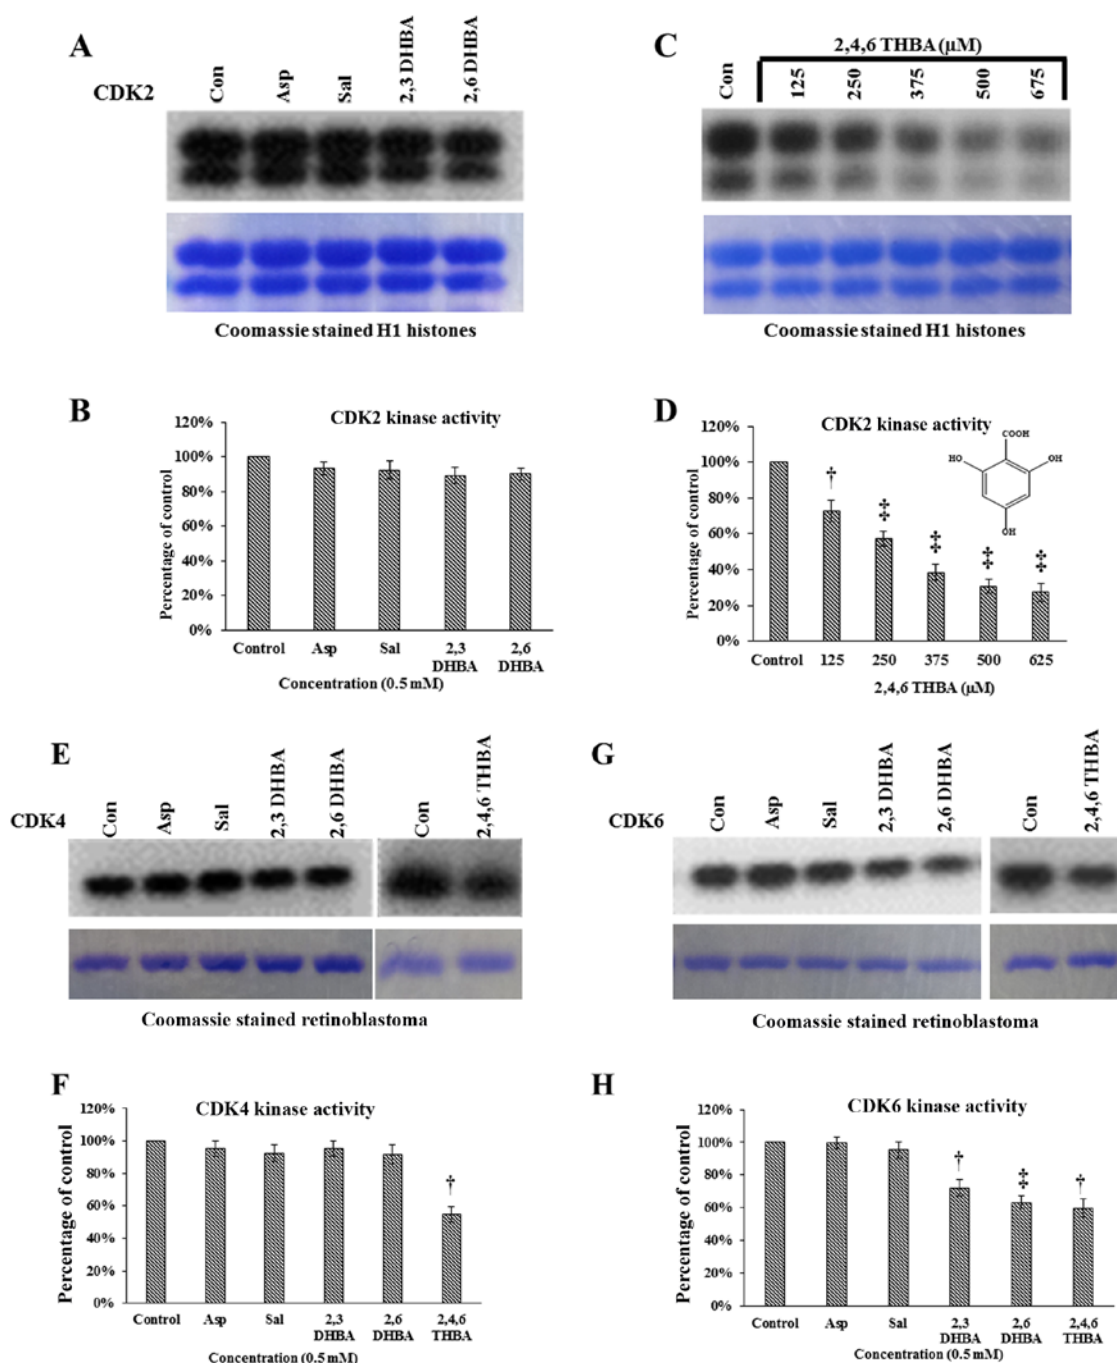 A
CDK2
Con
Asp
Sal
2,3 DHBA
2,6 DHBA
Coomassie stained H1 histones
C
2,4,6 THBA (µM)
Con
125
250
375
500
675
Coomassie stained H1 histones
B
CDK2 kinase activity
Percentage of control
120%
100%
80%
60%
40%
20%
0%
Control
Asp
Sal
2,3
DHBA
2,6
DHBA
Concentration (0.5 mM)
D
CDK2 kinase activity
Percentage of control
120%
100%
80%
60%
40%
20%
0%
†
‡
‡
‡
‡
COOH
HO
OH
OH
Control
125
250
375
500
625
2,4,6 THBA (µM)
E
CDK4
Con
Asp
Sal
2,3 DHBA
2,6 DHBA
Con
2,4,6 THBA
Coomassie stained retinoblastoma
G
CDK6
Con
Asp
Sal
2,3 DHBA
2,6 DHBA
Con
2,4,6 THBA
Coomassie stained retinoblastoma
F
CDK4 kinase activity
Percentage of control
120%
100%
80%
60%
40%
20%
0%
†
Control
Asp
Sal
2,3
DHBA
2,6
DHBA
2,4,6
THBA
Concentration (0.5 mM)
H
CDK6 kinase activity
Percentage of control
120%
100%
80%
60%
40%
20%
0%
†
‡
†
Control
Asp
Sal
2,3
DHBA
2,6
DHBA
2,4,6
THBA
Concentration (0.5 mM)